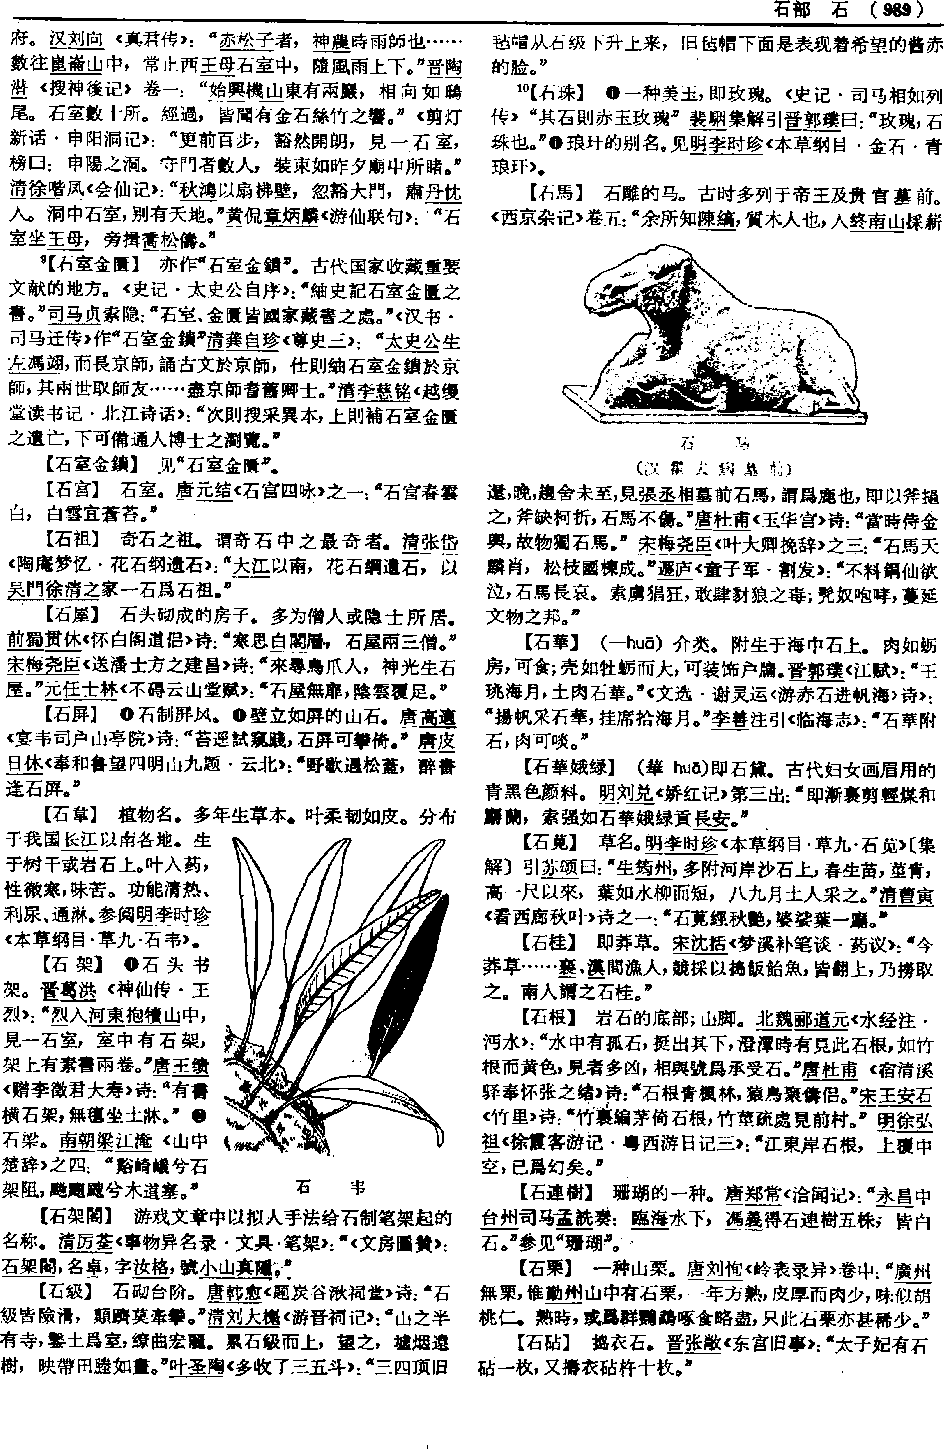 石部 石 (989)
府。汉刘向《真君传》：“赤松子者，神農時雨師也……
數往崑崙山中，常止西王母石室中，隨風雨上下。”晋陶
潜《搜神後记》卷一：“始興機山東有兩巖，相向如鴟
尾。石室數十所。經過，皆聞有金石絲竹之響。”《剪灯
新话·申阳洞记》：“更前百步，豁然開朗，見一石室，
榜曰：申陽之洞。守門者數人，裝束如昨夕廟中所睹。”
清徐喈凤《会仙记》：“秋鴻以扇拂壁，忽豁大門，肅丹忱
入。洞中石室，别有天地。”黄侃章炳麟《游仙联句》：“石
室坐王母，旁揖喬松儔。”
⁹【石室金匱】 亦作“石室金鐀”。古代国家收藏重要
文献的地方。《史记·太史公自序》：“紬史記石室金匱之
書。”司马贞索隐：“石室、金匱皆國家藏書之處。”《汉书·
司马迁传》作“石室金鐀”清龚自珍《尊史三》：“太史公生
左馮翊，而長京師，誦古文於京師，仕則紬石室金鐀於京
師，其兩世取師友……盡京師耆舊卿士。”清李慈铭《越缦
堂读书记·北江诗话》：“次則搜采異本，上則補石室金匱
之遺亡，下可備通人博士之瀏覽。”
【石室金鐀】 见“石室金匱”。
【石宫】 石室。唐元结《石宫四咏》之一：“石宫春雲
白，白雲宜蒼苔。”
【石祖】 奇石之祖。谓奇石中之最奇者。清张岱
《陶庵梦忆·花石纲遗石》：“大江以南，花石綱遺石，以
吴門徐清之家一石爲石祖。”
【石屋】 石头砌成的房子。多为僧人或隐士所居。
前蜀贯休《怀白阁道侣》诗：“寒思白閣層，石屋兩三僧。”
宋梅尧臣《送潘士方之建昌》诗：“來尋鳥爪人，神光生石
屋。”元任士林《不碍云山堂赋》：“石屋無扉，陰雲覆足。”
【石屏】 ❶石制屏风。❷壁立如屏的山石。唐高適
《宴韦司户山亭院》诗：“苔逕試窺踐，石屏可攀倚。”唐皮
日休《奉和鲁望四明山九题·云北》：“野歇遇松蓋，醉書
逢石屏。”
【石韋】 植物名。多年生草本。叶柔韧如皮。分布
于我国长江以南各地。生
于树干或岩石上。叶入药，
性微寒，味苦。功能清热、
利尿、通淋。参阅明李时珍
《本草纲目·草九·石韦》。
【石架】 ❶石头书
架。晋葛洪《神仙传·王
烈》：“烈入河東抱犢山中，
見一石室，室中有石架，
架上有素書兩卷。”唐王绩
《赠李徵君大寿》诗：“有書
横石架，無氊坐土牀。”❷
石梁。南朝梁江淹《山中
楚辞》之四：“谿崎嶬兮石
架阻，飈飀飀兮木道寒。”
石 韦
【石架閣】 游戏文章中以拟人手法给石制笔架起的
名称。清厉荃《事物异名录·文具·笔架》：“《文房圖贊》：
石架閣，名卓，字汝格，號小山真隱。”
【石級】 石砌台阶。唐韩愈《题炭谷湫祠堂》诗：“石
級皆險滑，顛躋莫牽攀。”清刘大櫆《游晋祠记》：“山之半
有寺，鑿土爲室，繚曲宏麗。累石級而上，望之，墟烟遠
樹，映帶田塍如畫。”叶圣陶《多收了三五斗》：“三四顶旧
毡帽从石级下升上来，旧毡帽下面是表现着希望的酱赤
的脸。”
¹⁰【石珠】 ❶一种美玉，即玫瑰。《史记·司马相如列
传》“其石則赤玉玫瑰”裴駰集解引晋郭璞曰：“玫瑰，石
珠也。”❷琅玕的别名。见明李时珍《本草纲目·金石·青
琅玕》。
【石馬】 石雕的马。古时多列于帝王及贵官墓前。
《西京杂记》卷五：“余所知陳縞，質木人也，入終南山採薪
石 马
(汉霍去病墓前)
還，晚，趨舍未至，見張丞相墓前石馬，謂爲鹿也，即以斧撾
之，斧缺柯折，石馬不傷。”唐杜甫《玉华宫》诗：“當時侍金
輿，故物獨石馬。”宋梅尧臣《叶大卿挽辞》之三：“石馬天
麟肖，松枝國棟成。”蘧庐《童子军·割发》：“不料銅仙欲
泣，石馬長哀。索虜猖狂，敢肆豺狼之毒；兇奴咆哮，蔓延
文物之邦。”
【石華】 (—huā) 介类。附生于海中石上。肉如蛎
房，可食；壳如牡蛎而大，可装饰户牖。晋郭璞《江赋》：“王
珧海月，土肉石華。”《文选·谢灵运〈游赤石进帆海〉诗》：
“揚帆采石華，挂席拾海月。”李善注引《临海志》：“石華附
石，肉可啖。”
【石華娥绿】 (華 huā)即石黛。古代妇女画眉用的
青黑色颜料。明刘兑《娇红记》第三出：“即漸裏剪輕煤和
麝蘭，索强如石華娥緑貢長安。”
【石莧】 草名。明李时珍《本草纲目·草九·石苋》〔集
解〕引苏颂曰：“生筠州，多附河岸沙石上，春生苗，莖青，
高一尺以來，葉如水柳而短，八九月土人采之。”清曹寅
《看西廊秋叶》诗之一：“石莧經秋艷，婆娑葉一廳。”
【石桂】 即莽草。宋沈括《梦溪补笔谈·药议》：“今
莽草……襄、漢間漁人，競採以搗飯飴魚，皆翻上，乃撈取
之。南人謂之石桂。”
【石根】 岩石的底部；山脚。北魏郦道元《水经注·
沔水》：“水中有孤石，挺出其下，澄潭時有見此石根，如竹
根而黄色，見者多凶，相與號爲承受石。”唐杜甫《宿清溪
驿奉怀张之绪》诗：“石根青楓林，猿鳥聚儔侣。”宋王安石
《竹里》诗：“竹裏編茅倚石根，竹莖疏處見前村。”明徐弘
祖《徐霞客游记·粤西游日记三》：“江東岸石根，上覆中
空，已爲幻矣。”
【石連樹】 珊瑚的一种。唐郑常《洽闻记》：“永昌中
台州司马孟詵奏：臨海水下，馮義得石連樹五株，皆白
石。”参见“珊瑚”。
【石栗】 一种山栗。唐刘恂《岭表录异》卷中：“廣州
無栗，惟勤州山中有石栗，一年方熟，皮厚而肉少，味似胡
桃仁。熟時，或爲群鸚鵡啄食略盡，只此石栗亦甚稀少。”
【石砧】 捣衣石。晋张敞《东宫旧事》：“太子妃有石
砧一枚，又擣衣砧杵十枚。”